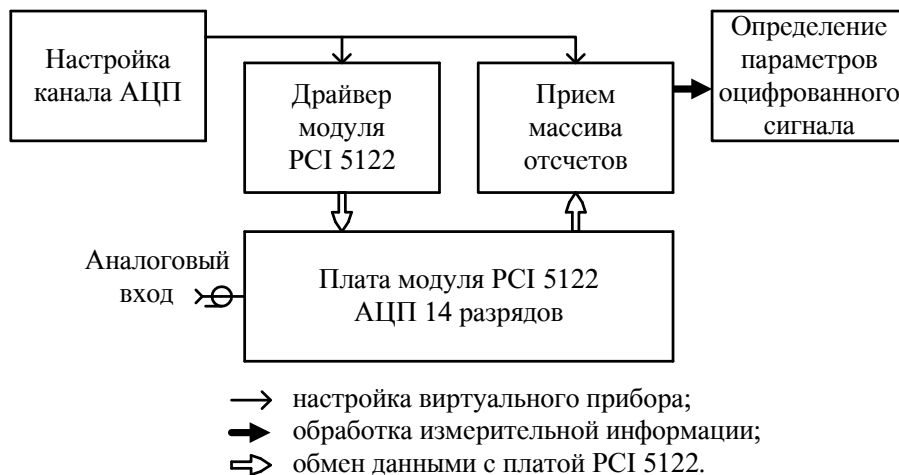 Настройка
канала АЦП
Драйвер
модуля
PCI 5122
Прием
массива
отсчетов
Определение
параметров
оцифрованного
сигнала
Аналоговый
вход
Плата модуля PCI 5122
АЦП 14 разрядов
настройка виртуального прибора;
обработка измерительной информации;
обмен данными с платой PCI 5122.